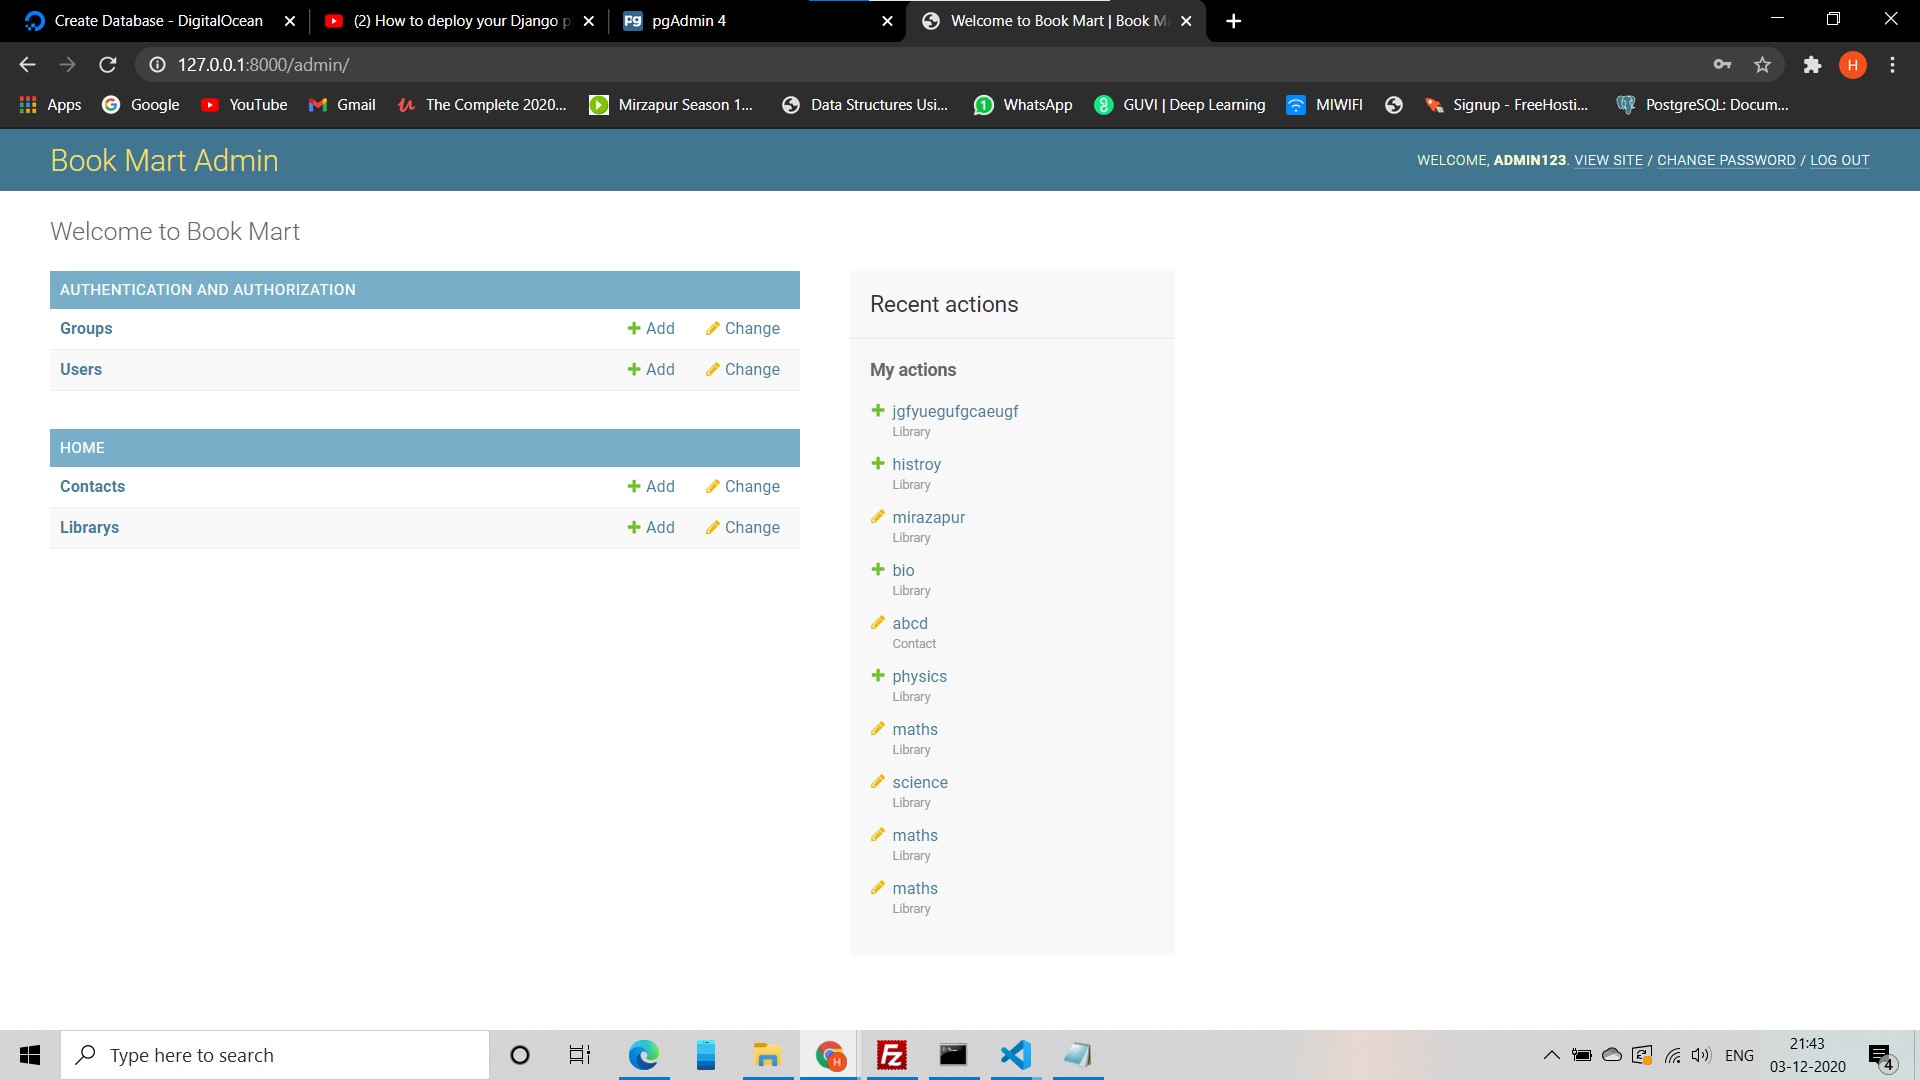 Create Database - DigitalOcean
(2) How to deploy your Django p
pgAdmin 4
Welcome to Book Mart | Book Ma
127.0.0.1:8000/admin/
H
Apps
Google
YouTube
Gmail
The Complete 2020...
Mirzapur Season 1...
Data Structures Usi...
WhatsApp
GUVI | Deep Learning
MIWIFI
Signup - FreeHosti...
PostgreSQL: Docum...
Book Mart Admin
WELCOME, ADMIN123. VIEW SITE / CHANGE PASSWORD / LOG OUT
Welcome to Book Mart
AUTHENTICATION AND AUTHORIZATION
Groups Add Change
Users Add Change
HOME
Contacts Add Change
Librarys Add Change
Recent actions
My actions
jgfyuegufgcaeugf
Library
histroy
Library
mirazapur
Library
bio
Library
abcd
Contact
physics
Library
maths
Library
science
Library
maths
Library
maths
Library
Type here to search
ENG
21:43
03-12-2020
4